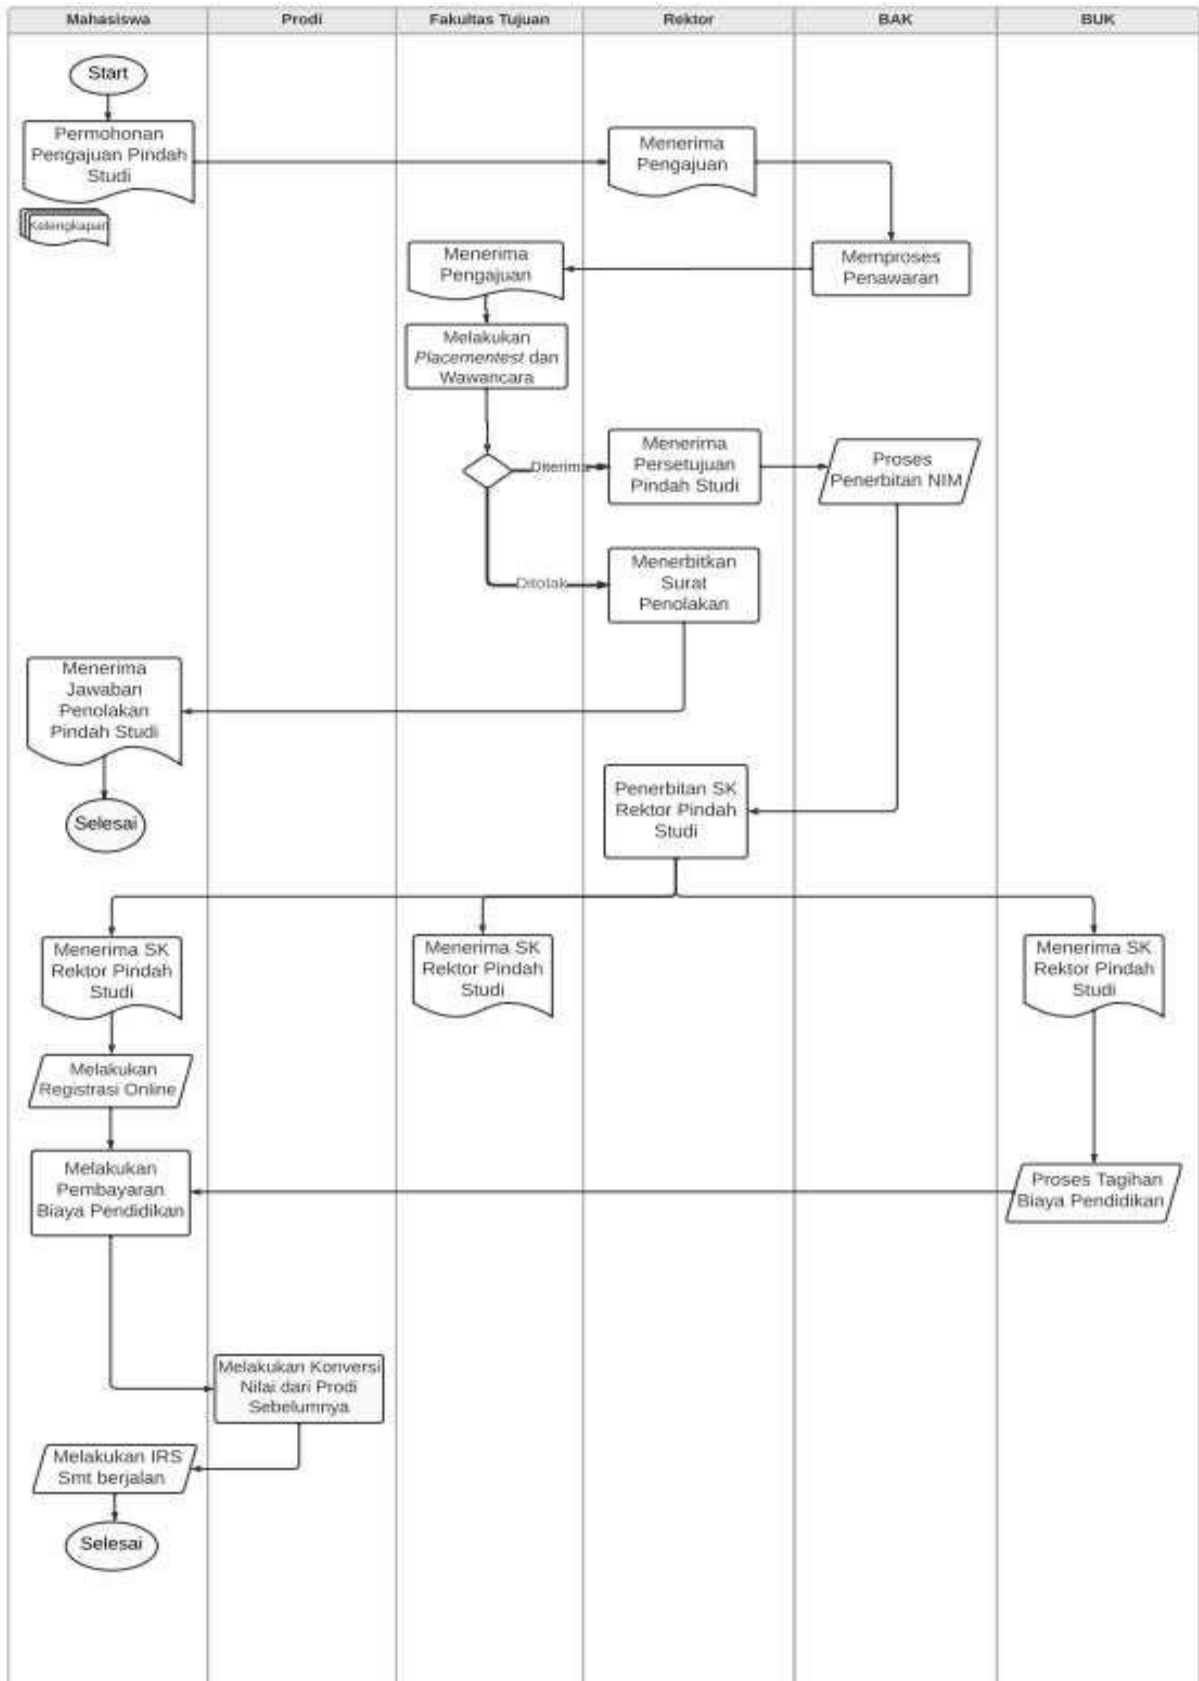 Mahasiswa
Prodi
Fakultas Tujuan
Rektor
BAK
BUK
Start
Permohonan
Pengajuan Pindah
Studi
Kelengkapan
Menerima
Pengajuan
Memproses
Penawaran
Menerima
Pengajuan
Melakukan
Placementest dan
Wawancara
Diterima
Menerima
Persetujuan
Pindah Studi
Proses
Penerbitan NIM
Ditolak
Menerbitkan
Surat
Penolakan
Menerima
Jawaban
Penolakan
Pindah Studi
Selesai
Penerbitan SK
Rektor Pindah
Studi
Menerima SK
Rektor Pindah
Studi
Menerima SK
Rektor Pindah
Studi
Menerima SK
Rektor Pindah
Studi
Melakukan
Registrasi Online
Melakukan
Pembayaran
Biaya Pendidikan
Proses Tagihan
Biaya Pendidikan
Melakukan Konversi
Nilai dari Prodi
Sebelumnya
Melakukan IRS
Smt berjalan
Selesai